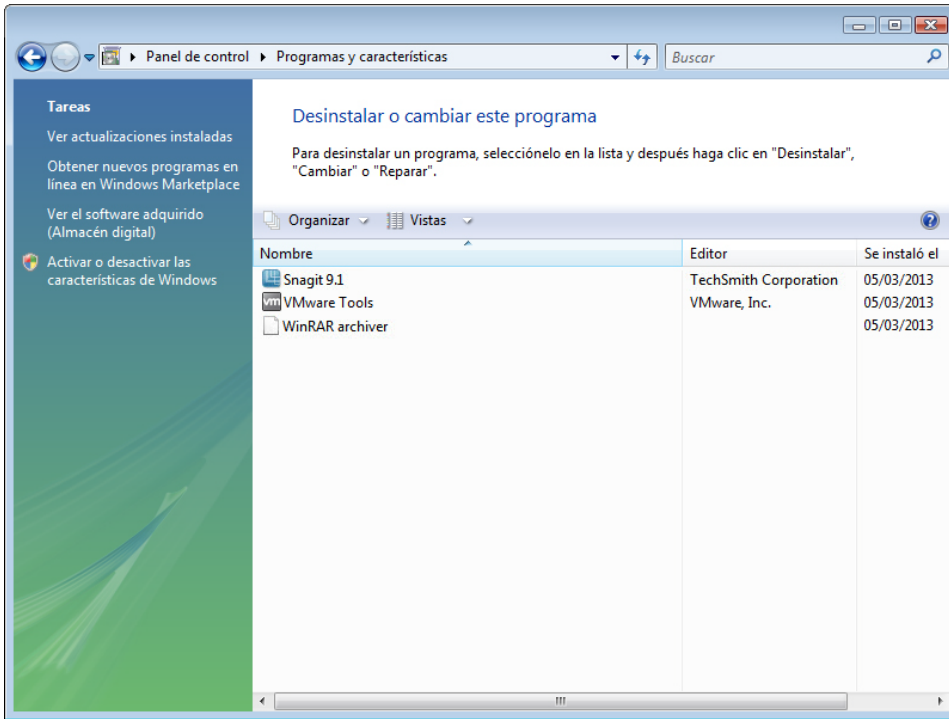 Panel de control Programas y características
Buscar
Tareas
Ver actualizaciones instaladas
Obtener nuevos programas en
línea en Windows Marketplace
Ver el software adquirido
(Almacén digital)
Activar o desactivar las
características de Windows
Desinstalar o cambiar este programa
Para desinstalar un programa, selecciónelo en la lista y después haga clic en "Desinstalar",
"Cambiar" o "Reparar".
Organizar Vistas
Nombre Editor Se instaló el
Snagit 9.1 TechSmith Corporation 05/03/2013
vm VMware Tools VMware, Inc. 05/03/2013
WinRAR archiver 05/03/2013